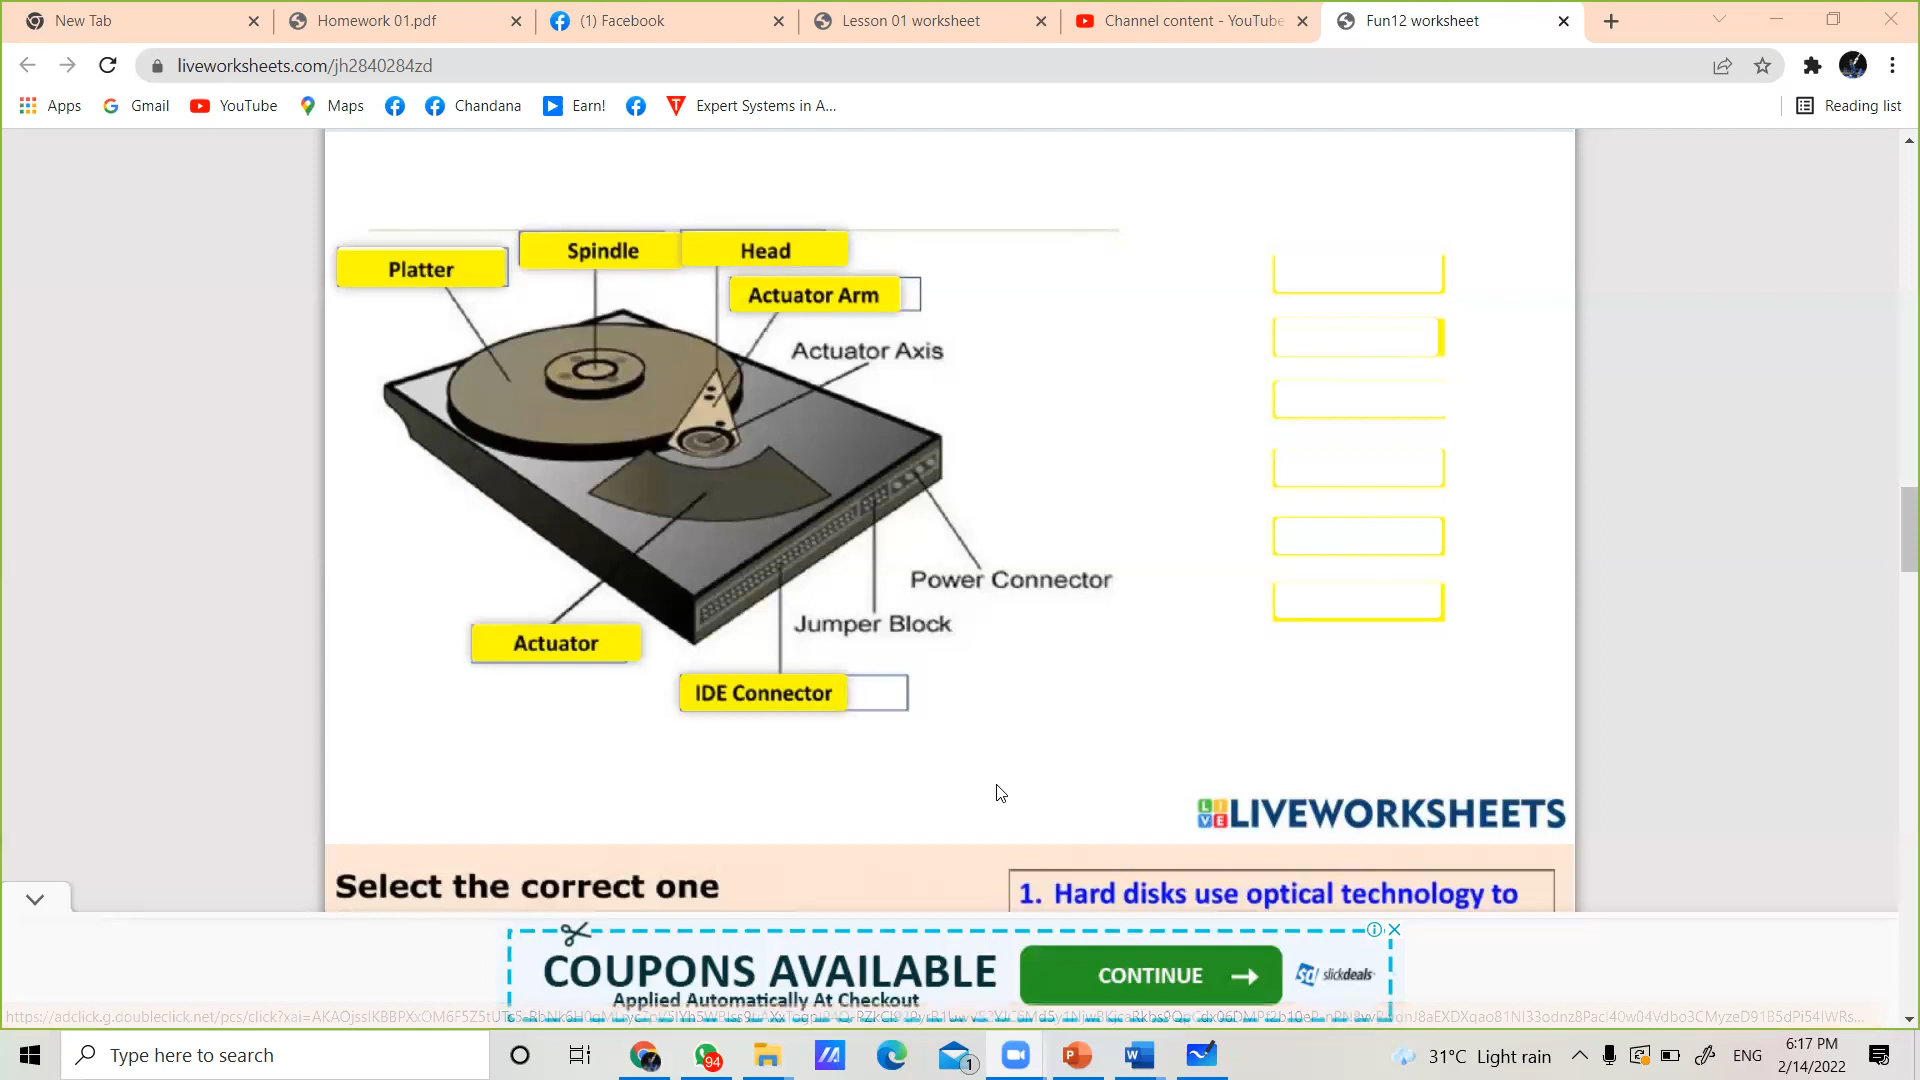 New Tab
Homework 01.pdf
(1) Facebook
Lesson 01 worksheet
Channel content - YouTube
Fun12 worksheet
liveworksheets.com/jh2840284zd
Apps
Gmail
YouTube
Maps
Chandana
Earn!
Expert Systems in A...
Reading list
Spindle
Head
Platter
Actuator Arm
Actuator Axis
Power Connector
Jumper Block
Actuator
IDE Connector
LIVEWORKSHEETS
Select the correct one
1. Hard disks use optical technology to
COUPONS AVAILABLE
Applied Automatically At Checkout
CONTINUE
slickdeals
Type here to search
94
1
31°C Light rain
ENG
6:17 PM
2/14/2022